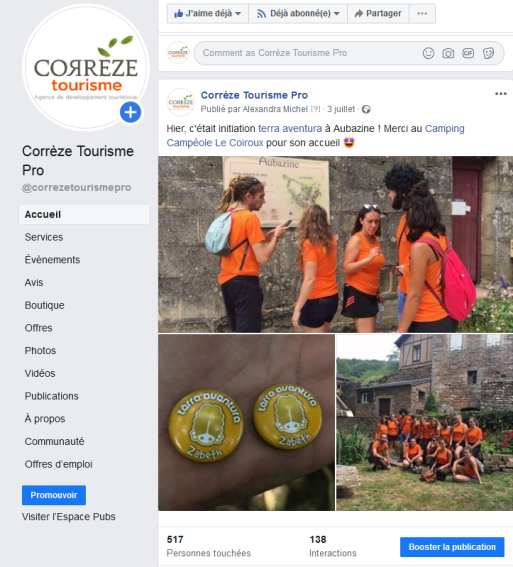 CORRÈZE
tourisme
Agence de développement touristique
Corrèze Tourisme
Pro
@correzetourismepro
Accueil
Services
Évènements
Avis
Boutique
Offres
Photos
Vidéos
Publications
À propos
Communauté
Offres d'emploi
Promouvoir
Visiter l'Espace Pubs
J'aime déjà
Déjà abonné(e)
Partager
Comment as Corrèze Tourisme Pro
GIF
Corrèze Tourisme Pro
Publié par Alexandra Michel [?] · 3 juillet ·
Hier, c'était initiation terra aventura à Aubazine ! Merci au Camping
Campéole Le Coiroux pour son accueil 🤩
Aubazine
terra aventura
Zabeth
terra aventura
Zabeth
517
Personnes touchées
138
Interactions
Booster la publication